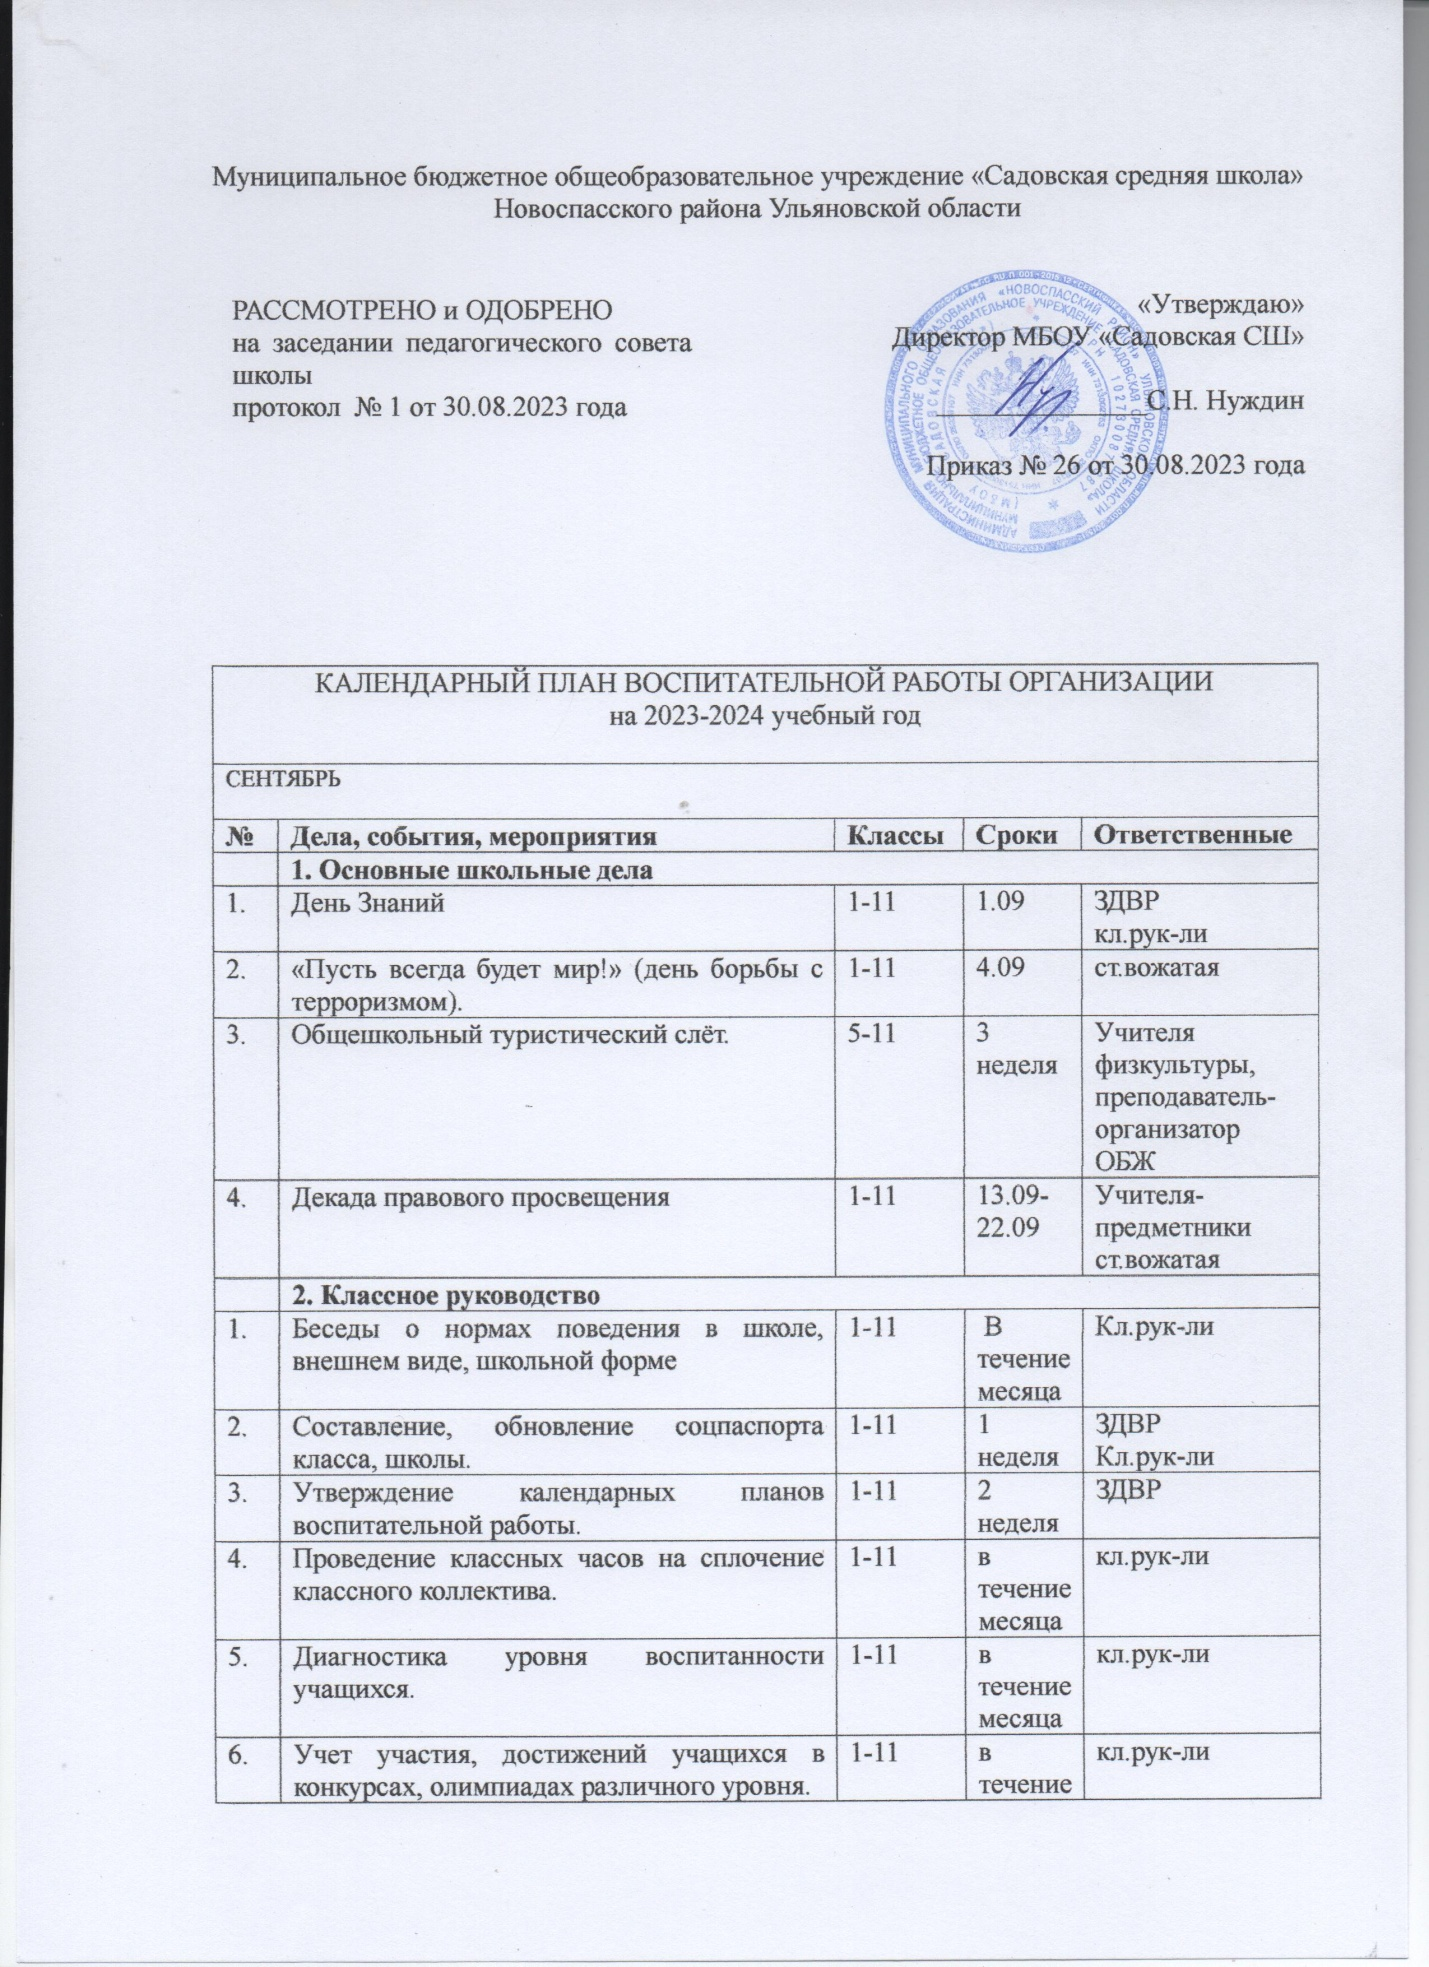 Муниципальное бюджетное общеобразовательное учреждение «Садовская средняя школа»
Новоспасского района Ульяновской области
РАССМОТРЕНО и ОДОБРЕНО
на заседании педагогического совета
школы
протокол № 1 от 30.08.2023 года
«Утверждаю»
Директор МБОУ «Садовская СШ»
С.Н. Нуждин
Приказ № 26 от 30.08.2023 года
КАЛЕНДАРНЫЙ ПЛАН ВОСПИТАТЕЛЬНОЙ РАБОТЫ ОРГАНИЗАЦИИ
на 2023-2024 учебный год
СЕНТЯБРЬ
№ Дела, события, мероприятия Классы Сроки Ответственные
1. Основные школьные дела
1. День Знаний 1-11 1.09 ЗДВР
кл.рук-ли
2. «Пусть всегда будет мир!» (день борьбы с 1-11 4.09 ст.вожатая
терроризмом).
3. Общешкольный туристический слёт. 5-11 3 Учителя
неделя физкультуры,
преподаватель-
организатор
ОБЖ
4. Декада правового просвещения 1-11 13.09- Учителя-
22.09 предметники
ст.вожатая
2. Классное руководство
1. Беседы о нормах поведения в школе, 1-11 В Кл.рук-ли
внешнем виде, школьной форме течение
месяца
2. Составление, обновление соцпаспорта 1-11 1 ЗДВР
класса, школы. неделя Кл.рук-ли
3. Утверждение календарных планов 1-11 2 ЗДВР
воспитательной работы. неделя
4. Проведение классных часов на сплочение 1-11 в кл.рук-ли
классного коллектива. течение
месяца
5. Диагностика уровня воспитанности 1-11 в кл.рук-ли
учащихся. течение
месяца
6. Учет участия, достижений учащихся в 1-11 в кл.рук-ли
конкурсах, олимпиадах различного уровня. течение